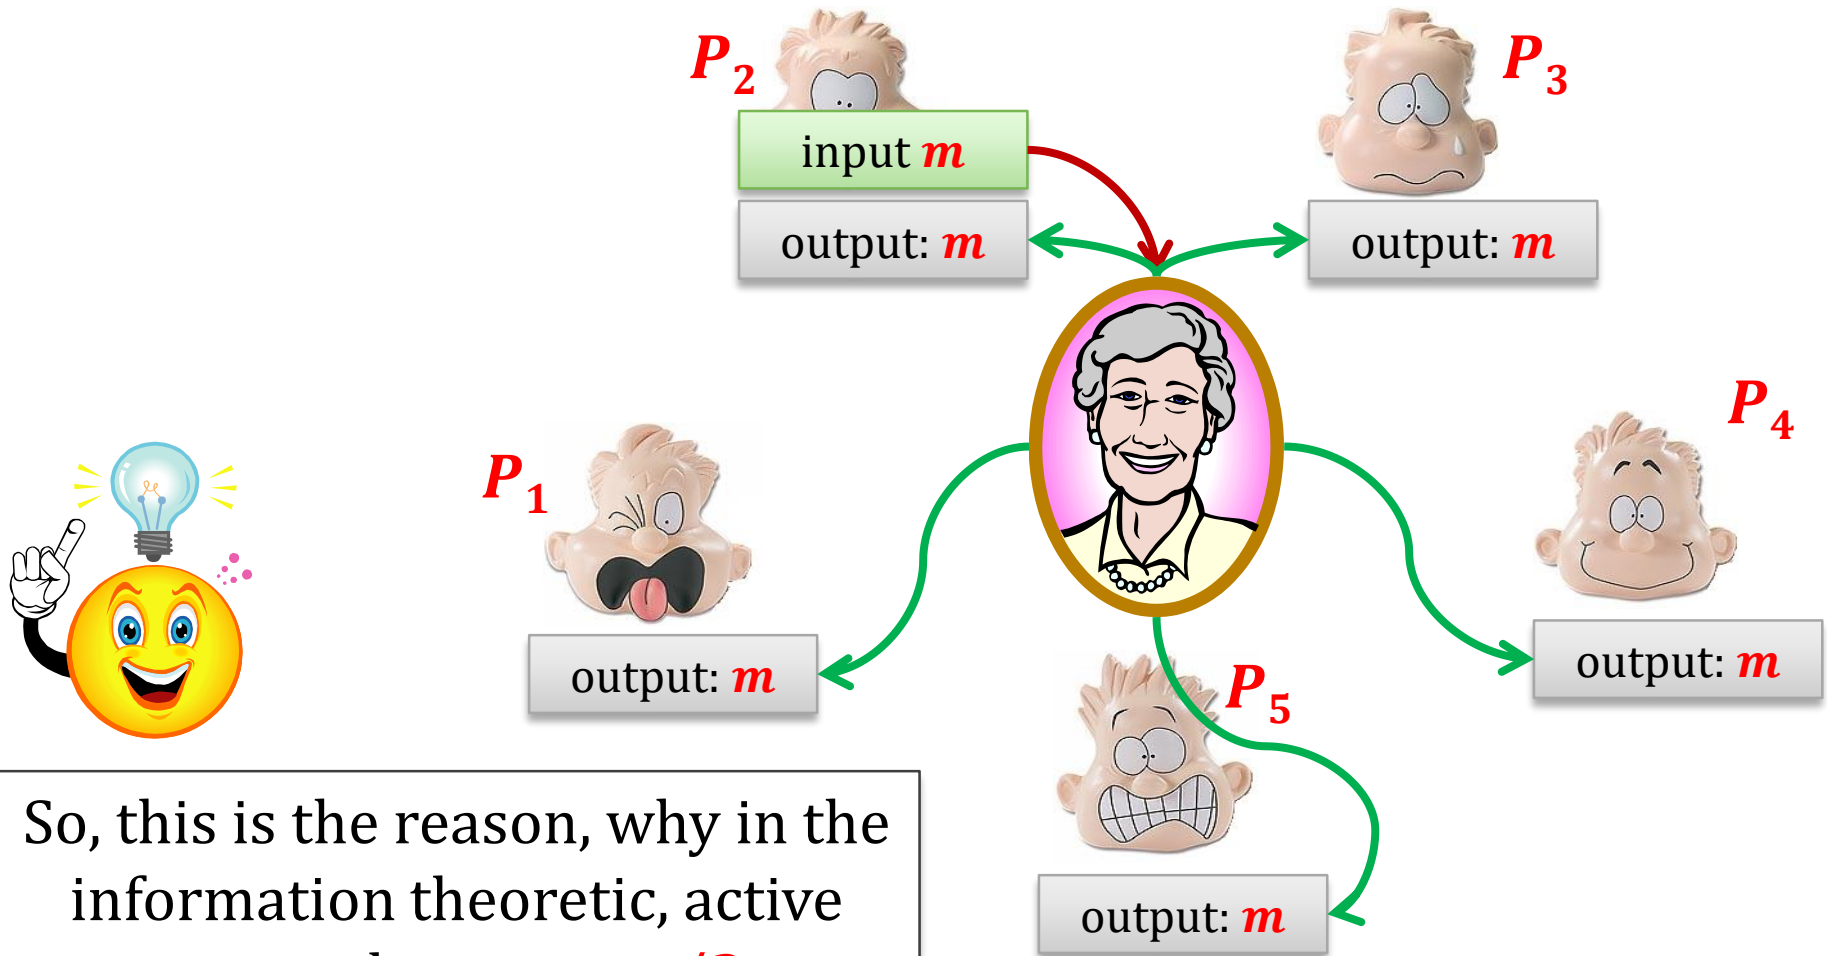 P2
P3
input m
output: m
output: m
P4
P1
output: m
output: m
P5
So, this is the reason, why in the
information theoretic, active
output: m